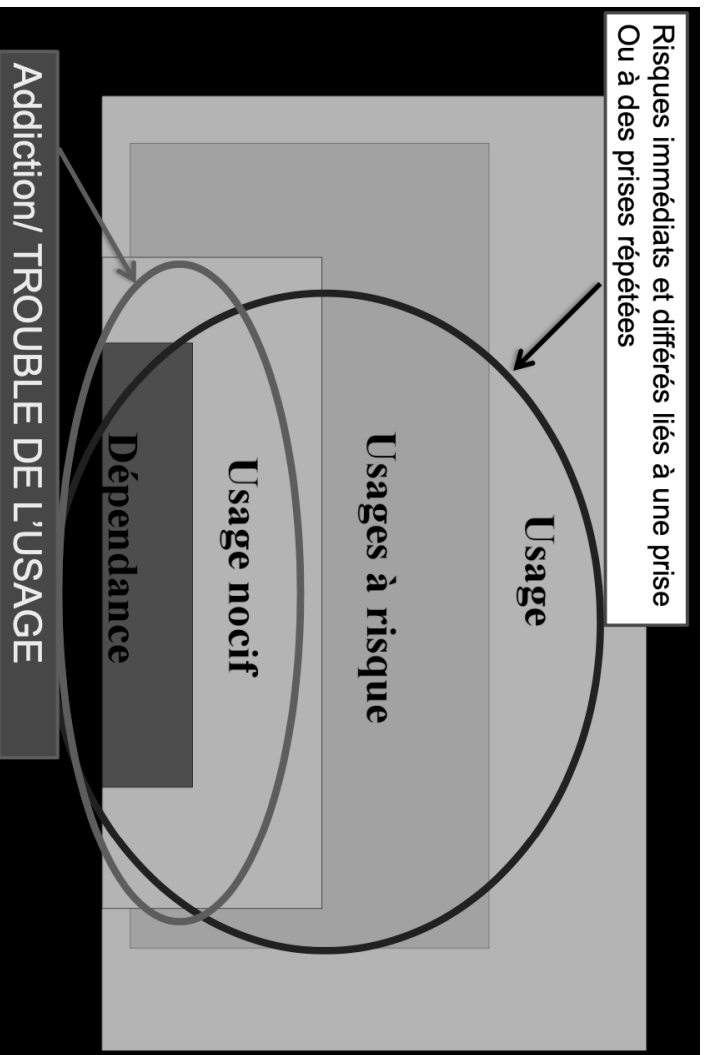 Risques immédiats et différés liés à une prise
Ou à des prises répétées
Usage
Usages à risque
Usage nocif
Dépendance
Addiction/ TROUBLE DE L'USAGE